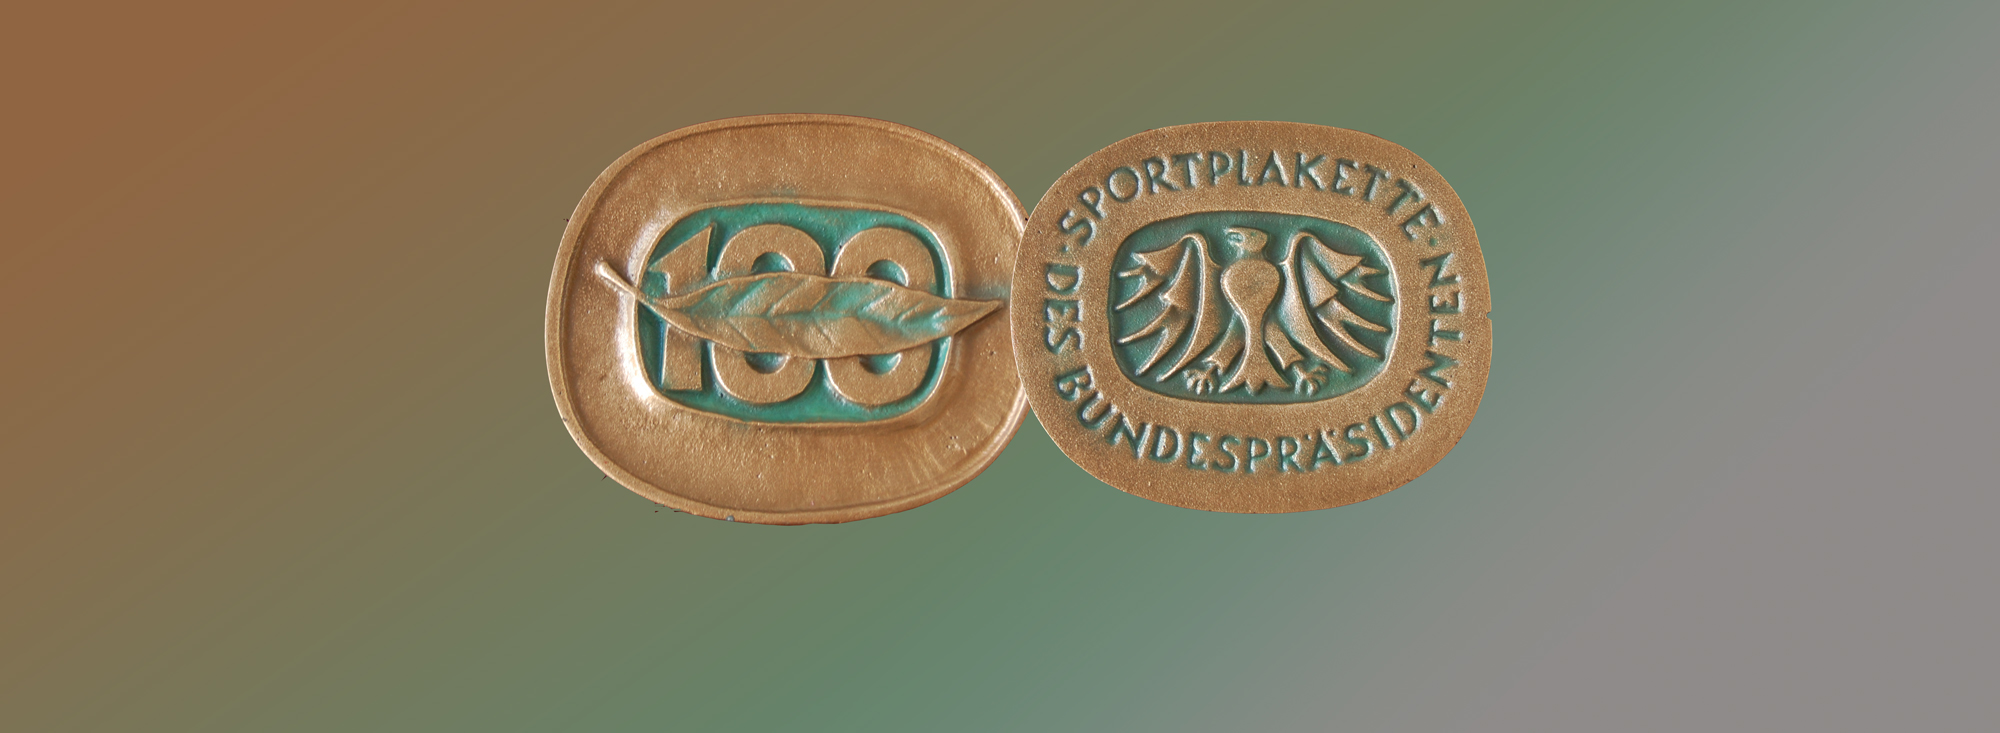 100
· SPORTPLAKETTE ·
DES BUNDESPRÄSIDENTEN